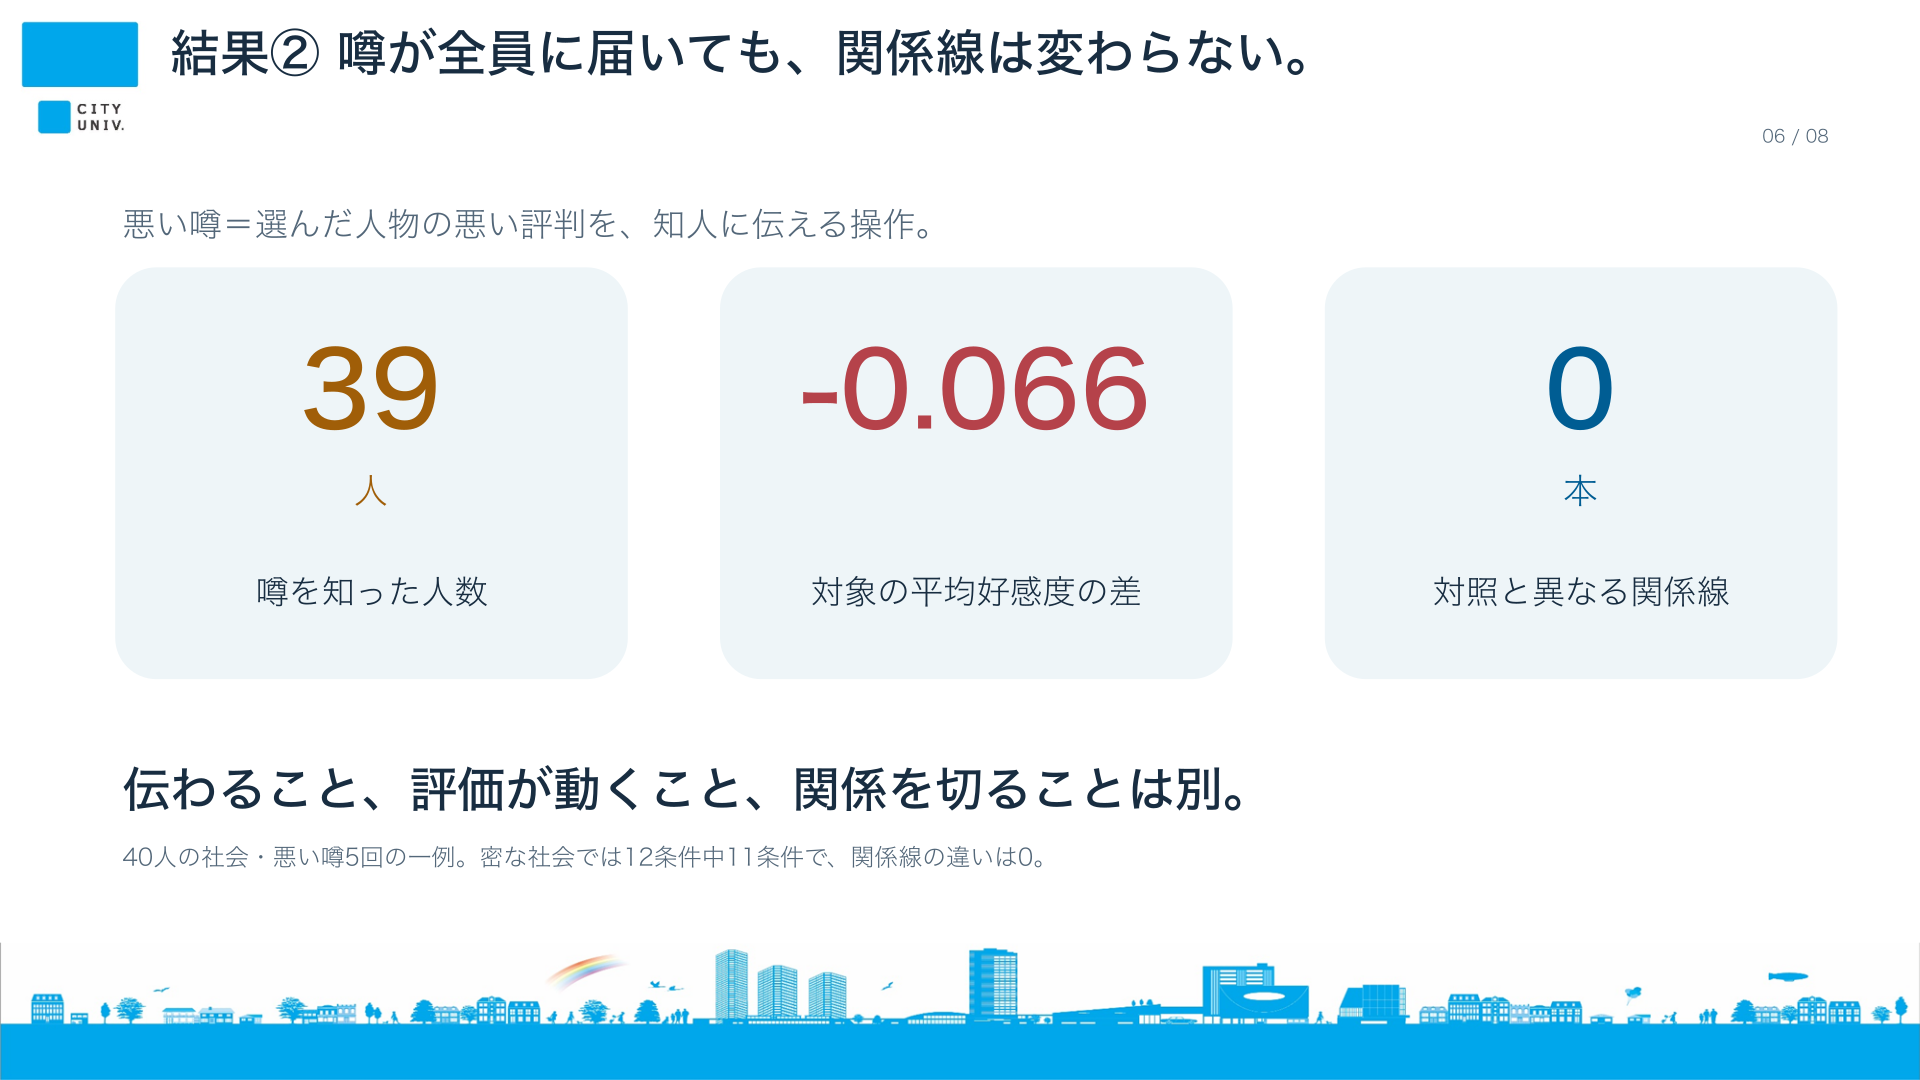 結果② 噂が全員に届いても、関係線は変わらない。
CITY
UNIV.
06 / 08
悪い噂＝選んだ人物の悪い評判を、知人に伝える操作。
39
人
噂を知った人数
-0.066
対象の平均好感度の差
0
本
対照と異なる関係線
伝わること、評価が動くこと、関係を切ることは別。
40人の社会・悪い噂5回の一例。密な社会では12条件中11条件で、関係線の違いは0。